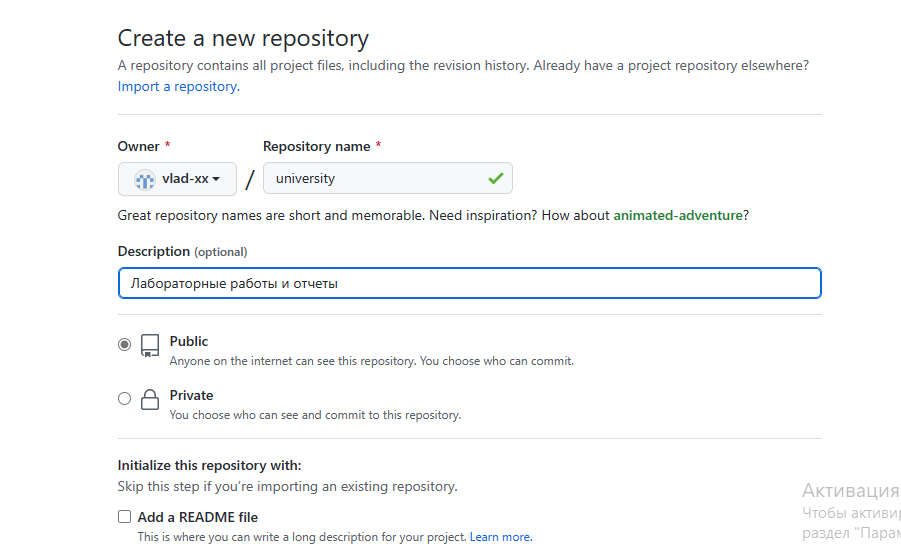 Create a new repository
A repository contains all project files, including the revision history. Already have a project repository elsewhere?
Import a repository.
Owner * Repository name *
vlad-xx / university
Great repository names are short and memorable. Need inspiration? How about animated-adventure?
Description (optional)
Лабораторные работы и отчеты
Public
Anyone on the internet can see this repository. You choose who can commit.
Private
You choose who can see and commit to this repository.
Initialize this repository with:
Skip this step if you're importing an existing repository.
Активация
Add a README file
Чтобы активир
раздел "Парам
This is where you can write a long description for your project. Learn more.